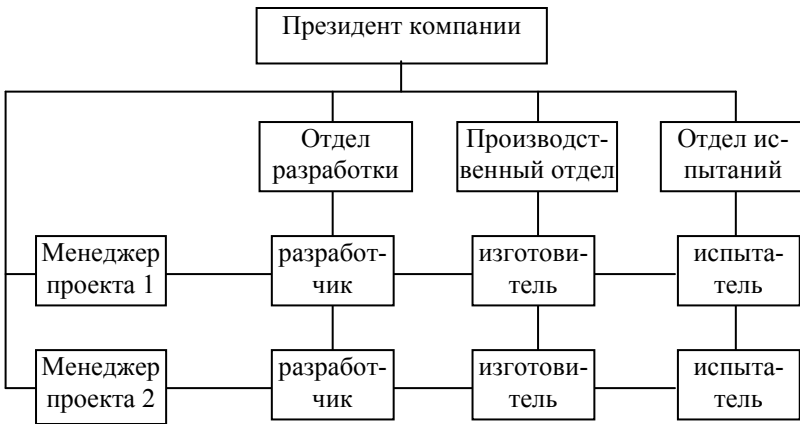 Президент компании
Отдел
разработки
Производст-
венный отдел
Отдел ис-
пытаний
Менеджер
проекта 1
разработ-
чик
изготови-
тель
испыта-
тель
Менеджер
проекта 2
разработ-
чик
изготови-
тель
испыта-
тель